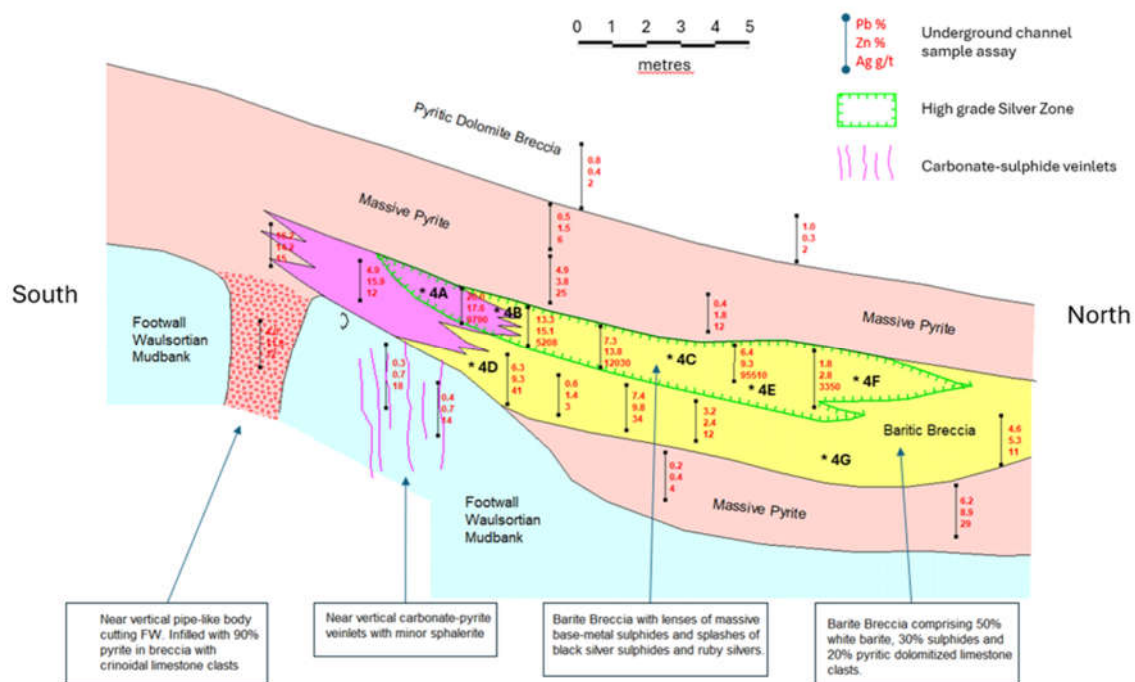 0 1 2 3 4 5
metres
Pb %
Zn %
Ag g/t
Underground channel
sample assay
High grade Silver Zone
Carbonate-sulphide veinlets
South
North
Pyritic Dolomite Breccia
0.8
0.4
2
1.0
0.3
2
Massive Pyrite
0.5
1.5
6
4.9
3.8
25
0.4
1.8
12
Massive Pyrite
15
4.9
15.9
12
* 4A
17.6
9790
* 4B
13.3
15.1
5208
7.3
13.8
12030
* 4C
6.4
9.3
95510
* 4E
1.8
2.8
3350
* 4F
Footwall
Waulsortian
Mudbank
0.3
0.7
18
0.4
0.7
14
* 4D
6.3
9.3
41
0.6
1.4
3
7.4
9.8
34
3.2
2.4
12
Baritic Breccia
4.6
5.3
11
* 4G
0.2
0.4
4
Massive Pyrite
6.2
8.9
29
Footwall
Waulsortian
Mudbank
Near vertical pipe-like body
cutting FW. Infilled with 90%
pyrite in breccia with
crinoidal limestone clasts
Near vertical carbonate-pyrite
veinlets with minor sphalerite
Barite Breccia with lenses of massive
base-metal sulphides and splashes of
black silver sulphides and ruby silvers.
Barite Breccia comprising 50%
white barite, 30% sulphides and
20% pyritic dolomitized limestone
clasts.